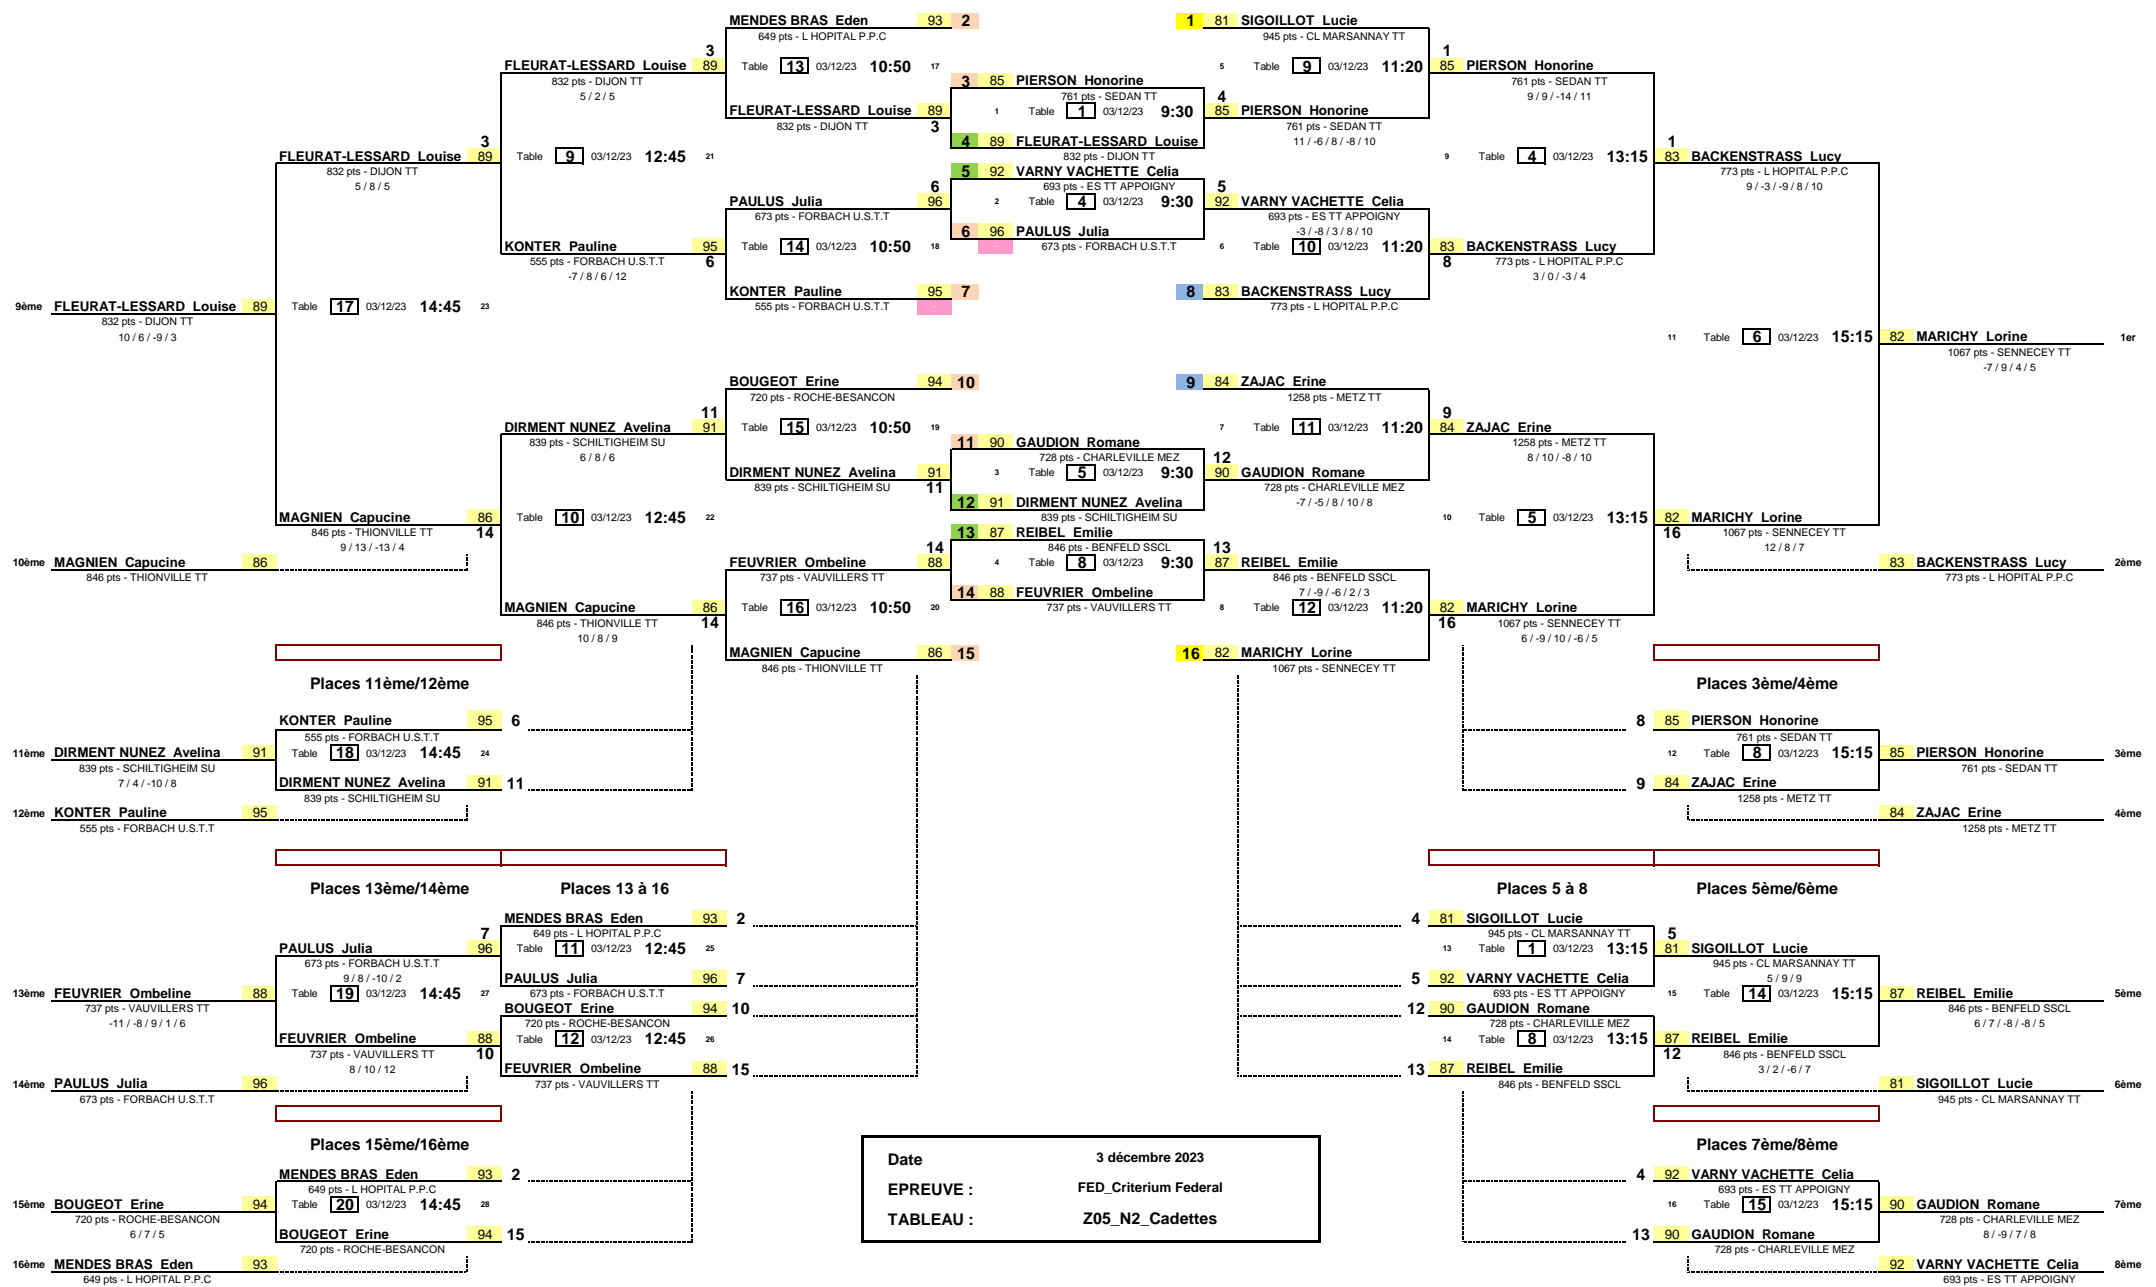 MENDES BRAS Eden 93 2
649 pts - L HOPITAL P.P.C
1 81 SIGOILLOT Lucie
945 pts - CL MARSANNAY TT
3
FLEURAT-LESSARD Louise 89
832 pts - DIJON TT
5 / 2 / 5
Table 13 03/12/23 10:50 17
5 Table 9 03/12/23 11:20
1
85 PIERSON Honorine
761 pts - SEDAN TT
9 / 9 / -14 / 11
3 85 PIERSON Honorine
761 pts - SEDAN TT
FLEURAT-LESSARD Louise 89
832 pts - DIJON TT
3
1 Table 1 03/12/23 9:30
4
85 PIERSON Honorine
761 pts - SEDAN TT
11 / -6 / 8 / -8 / 10
4 89 FLEURAT-LESSARD Louise
832 pts - DIJON TT
3
FLEURAT-LESSARD Louise 89
832 pts - DIJON TT
5 / 8 / 5
Table 9 03/12/23 12:45 21
9 Table 4 03/12/23 13:15
1
83 BACKENSTRASS Lucy
773 pts - L HOPITAL P.P.C
9 / -3 / -9 / 8 / 10
5 92 VARNY VACHETTE Celia
693 pts - ES TT APPOIGNY
6
PAULUS Julia 96
673 pts - FORBACH U.S.T.T
2 Table 4 03/12/23 9:30
5
92 VARNY VACHETTE Celia
693 pts - ES TT APPOIGNY
-3 / -8 / 3 / 8 / 10
6 96 PAULUS Julia
673 pts - FORBACH U.S.T.T
KONTER Pauline 95
555 pts - FORBACH U.S.T.T
6
-7 / 8 / 6 / 12
Table 14 03/12/23 10:50 18
6 Table 10 03/12/23 11:20
83 BACKENSTRASS Lucy
8
773 pts - L HOPITAL P.P.C
3 / 0 / -3 / 4
KONTER Pauline 95 7
555 pts - FORBACH U.S.T.T
8 83 BACKENSTRASS Lucy
773 pts - L HOPITAL P.P.C
9ème FLEURAT-LESSARD Louise 89
832 pts - DIJON TT
10 / 6 / -9 / 3
Table 17 03/12/23 14:45 23
11 Table 6 03/12/23 15:15
82 MARICHY Lorine 1er
1067 pts - SENNECEY TT
-7 / 9 / 4 / 5
BOUGEOT Erine 94 10
720 pts - ROCHE-BESANCON
9 84 ZAJAC Erine
1258 pts - METZ TT
11
DIRMENT NUNEZ Avelina 91
839 pts - SCHILTIGHEIM SU
6 / 8 / 6
Table 15 03/12/23 10:50 19
7 Table 11 03/12/23 11:20
9
84 ZAJAC Erine
1258 pts - METZ TT
8 / 10 / -8 / 10
11 90 GAUDION Romane
728 pts - CHARLEVILLE MEZ
DIRMENT NUNEZ Avelina 91
839 pts - SCHILTIGHEIM SU
11
3 Table 5 03/12/23 9:30
12
90 GAUDION Romane
728 pts - CHARLEVILLE MEZ
-7 / -5 / 8 / 10 / 8
12 91 DIRMENT NUNEZ Avelina
839 pts - SCHILTIGHEIM SU
MAGNIEN Capucine 86
846 pts - THIONVILLE TT
14
9 / 13 / -13 / 4
Table 10 03/12/23 12:45 22
10 Table 5 03/12/23 13:15
82 MARICHY Lorine
16
1067 pts - SENNECEY TT
12 / 8 / 7
13 87 REIBEL Emilie
846 pts - BENFELD SSCL
10ème MAGNIEN Capucine 86
846 pts - THIONVILLE TT
14
FEUVRIER Ombeline 88
737 pts - VAUVILLERS TT
4 Table 8 03/12/23 9:30
13
87 REIBEL Emilie
846 pts - BENFELD SSCL
7 / -9 / -6 / 2 / 3
83 BACKENSTRASS Lucy 2ème
773 pts - L HOPITAL P.P.C
14 88 FEUVRIER Ombeline
737 pts - VAUVILLERS TT
MAGNIEN Capucine 86
846 pts - THIONVILLE TT
14
10 / 8 / 9
Table 16 03/12/23 10:50 20
8 Table 12 03/12/23 11:20
82 MARICHY Lorine
16
1067 pts - SENNECEY TT
6 / -9 / 10 / -6 / 5
MAGNIEN Capucine 86 15
846 pts - THIONVILLE TT
16 82 MARICHY Lorine
1067 pts - SENNECEY TT
Places 11ème/12ème
Places 3ème/4ème
KONTER Pauline 95 6
555 pts - FORBACH U.S.T.T
8 85 PIERSON Honorine
761 pts - SEDAN TT
11ème DIRMENT NUNEZ Avelina 91
839 pts - SCHILTIGHEIM SU
7 / 4 / -10 / 8
Table 18 03/12/23 14:45 24
12 Table 8 03/12/23 15:15
85 PIERSON Honorine 3ème
761 pts - SEDAN TT
DIRMENT NUNEZ Avelina 91 11
839 pts - SCHILTIGHEIM SU
9 84 ZAJAC Erine
1258 pts - METZ TT
12ème KONTER Pauline 95
555 pts - FORBACH U.S.T.T
84 ZAJAC Erine 4ème
1258 pts - METZ TT
Places 13ème/14ème Places 13 à 16
Places 5 à 8 Places 5ème/6ème
MENDES BRAS Eden 93 2
649 pts - L HOPITAL P.P.C
4 81 SIGOILLOT Lucie
945 pts - CL MARSANNAY TT
7
PAULUS Julia 96
673 pts - FORBACH U.S.T.T
9 / 8 / -10 / 2
Table 11 03/12/23 12:45 25
13 Table 1 03/12/23 13:15
5
81 SIGOILLOT Lucie
945 pts - CL MARSANNAY TT
5 / 9 / 9
PAULUS Julia 96 7
673 pts - FORBACH U.S.T.T
5 92 VARNY VACHETTE Celia
693 pts - ES TT APPOIGNY
13ème FEUVRIER Ombeline 88
737 pts - VAUVILLERS TT
-11 / -8 / 9 / 1 / 6
Table 19 03/12/23 14:45 27
15 Table 14 03/12/23 15:15
87 REIBEL Emilie 5ème
846 pts - BENFELD SSCL
6 / 7 / -8 / -8 / 5
BOUGEOT Erine 94 10
720 pts - ROCHE-BESANCON
12 90 GAUDION Romane
728 pts - CHARLEVILLE MEZ
FEUVRIER Ombeline 88
737 pts - VAUVILLERS TT
10
8 / 10 / 12
Table 12 03/12/23 12:45 26
14 Table 8 03/12/23 13:15
87 REIBEL Emilie
12
846 pts - BENFELD SSCL
3 / 2 / -6 / 7
FEUVRIER Ombeline 88 15
737 pts - VAUVILLERS TT
13 87 REIBEL Emilie
846 pts - BENFELD SSCL
14ème PAULUS Julia 96
673 pts - FORBACH U.S.T.T
81 SIGOILLOT Lucie 6ème
945 pts - CL MARSANNAY TT
Places 15ème/16ème
Places 7ème/8ème
Date 3 décembre 2023
EPREUVE : FED_Criterium Federal
TABLEAU : Z05_N2_Cadettes
MENDES BRAS Eden 93 2
649 pts - L HOPITAL P.P.C
4 92 VARNY VACHETTE Celia
693 pts - ES TT APPOIGNY
15ème BOUGEOT Erine 94
720 pts - ROCHE-BESANCON
6 / 7 / 5
Table 20 03/12/23 14:45 28
16 Table 15 03/12/23 15:15
90 GAUDION Romane 7ème
728 pts - CHARLEVILLE MEZ
8 / -9 / 7 / 8
BOUGEOT Erine 94 15
720 pts - ROCHE-BESANCON
13 90 GAUDION Romane
728 pts - CHARLEVILLE MEZ
16ème MENDES BRAS Eden 93
649 pts - L HOPITAL P.P.C
92 VARNY VACHETTE Celia 8ème
693 pts - ES TT APPOIGNY